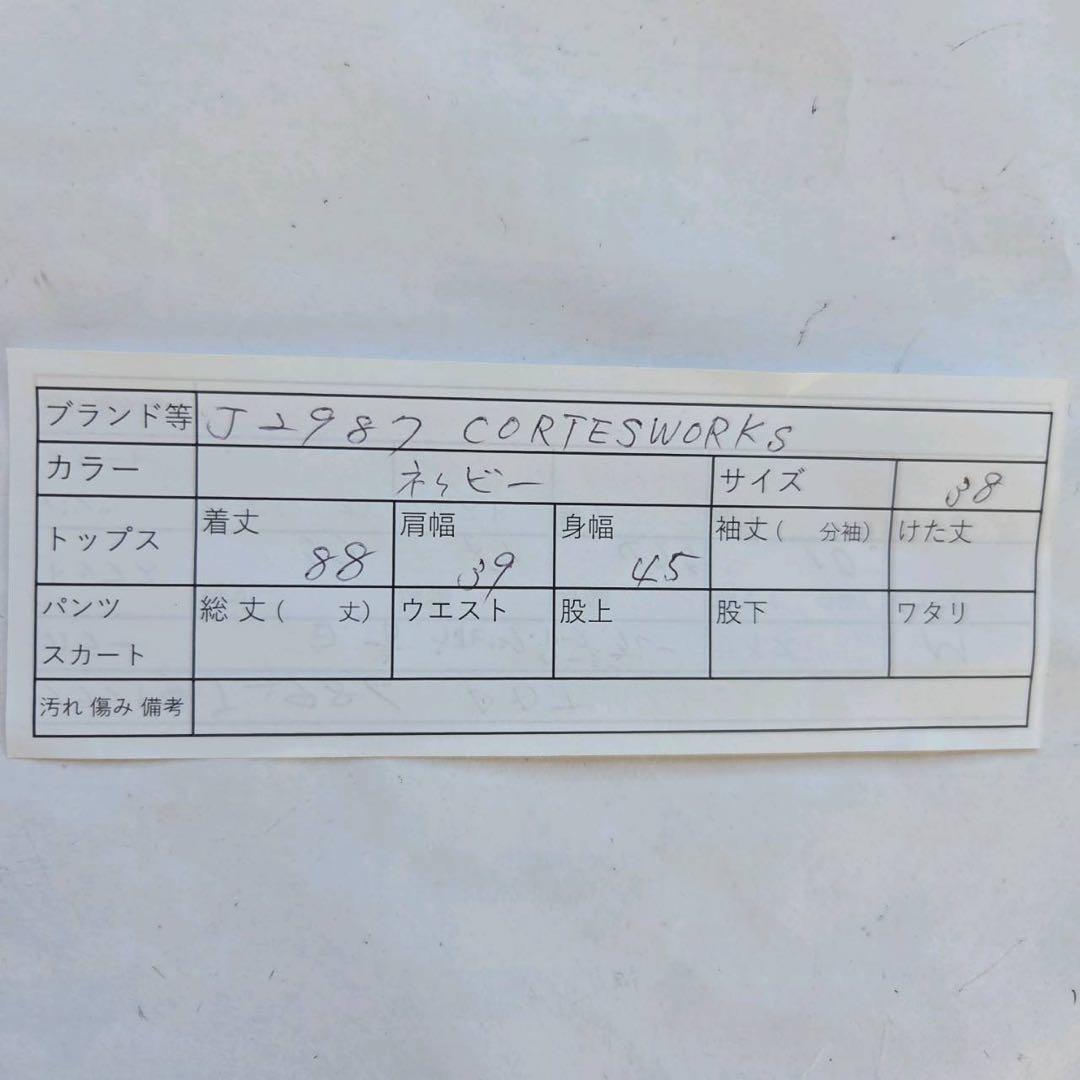 ブランド等 J2987 CORTESWORKS
カラー ネイビー サイズ 38
トップス 着丈 88 肩幅 39 身幅 45 袖丈( 分袖) けた丈
パンツ 総丈( 丈) ウエスト 股上 股下 ワタリ
スカート
汚れ 傷み 備考